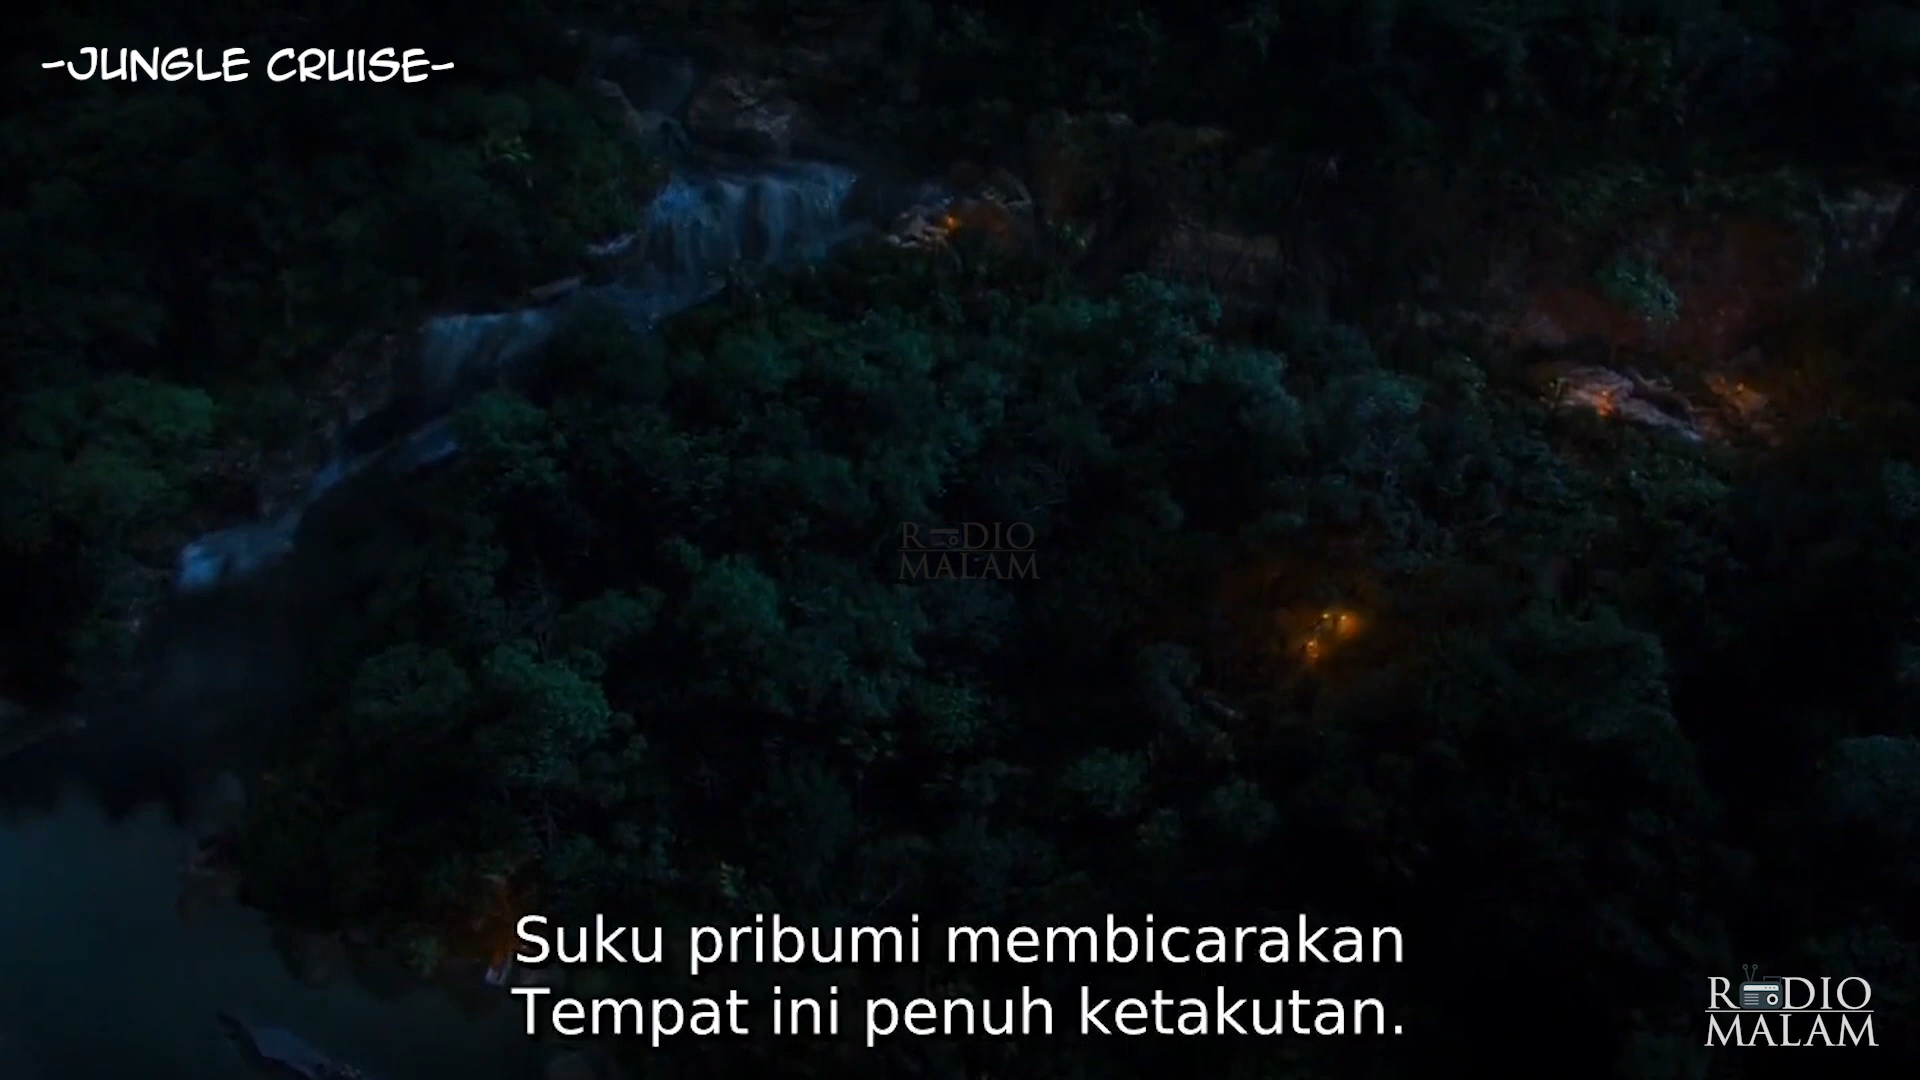 -JUNGLE CRUISE-
RADIO
MALAM
Suku pribumi membicarakan
Tempat ini penuh ketakutan.
RADIO
MALAM